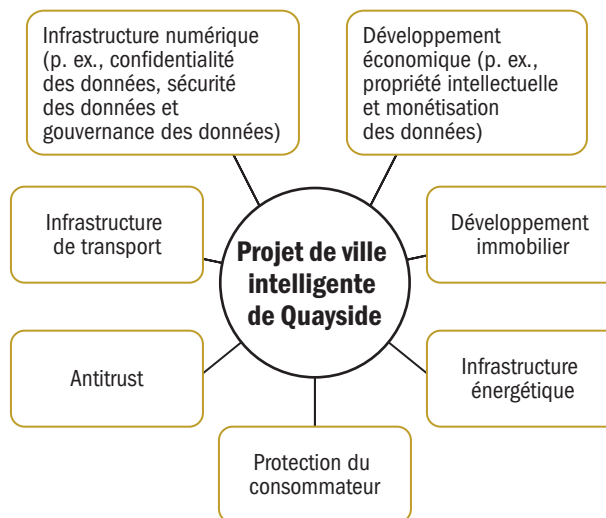 Infrastructure numérique
(p. ex., confidentialité
des données, sécurité
des données et
gouvernance des données)
Développement
économique (p. ex.,
propriété intellectuelle
et monétisation
des données)
Infrastructure
de transport
Projet de ville
intelligente
de Quayside
Développement
immobilier
Antitrust
Infrastructure
énergétique
Protection du
consommateur